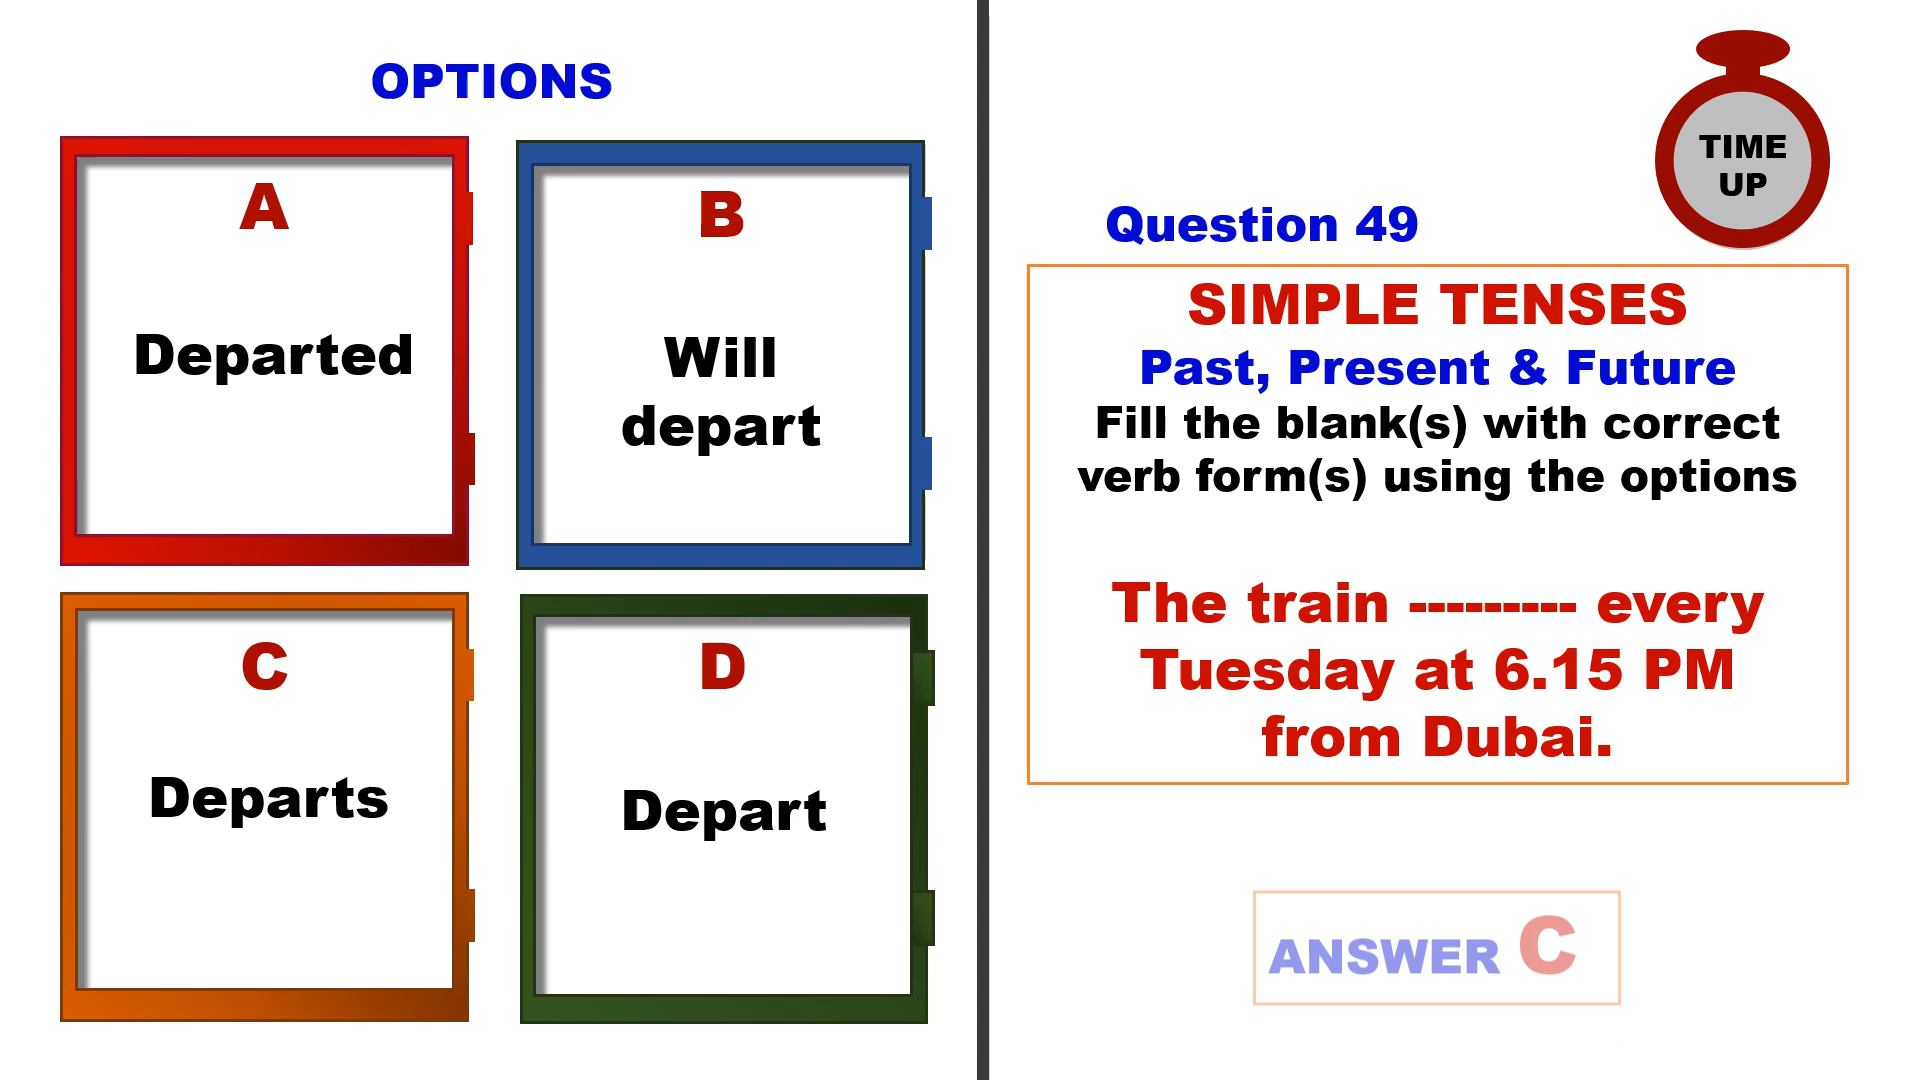 OPTIONS
A
Departed
B
Will
depart
C
Departs
D
Depart
TIME
UP
Question 49
SIMPLE TENSES
Past, Present & Future
Fill the blank(s) with correct
verb form(s) using the options
The train --------- every
Tuesday at 6.15 PM
from Dubai.
ANSWER C